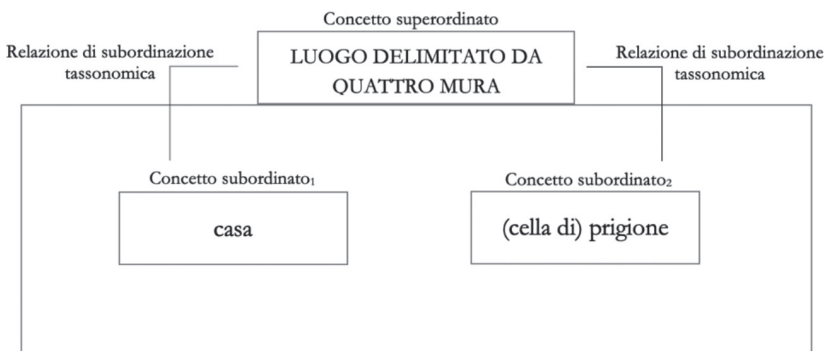 Concetto superordinato
Relazione di subordinazione
tassonomica
LUOGO DELIMITATO DA
QUATTRO MURA
Relazione di subordinazione
tassonomica
Concetto subordinato₁
casa
Concetto subordinato₂
(cella di) prigione